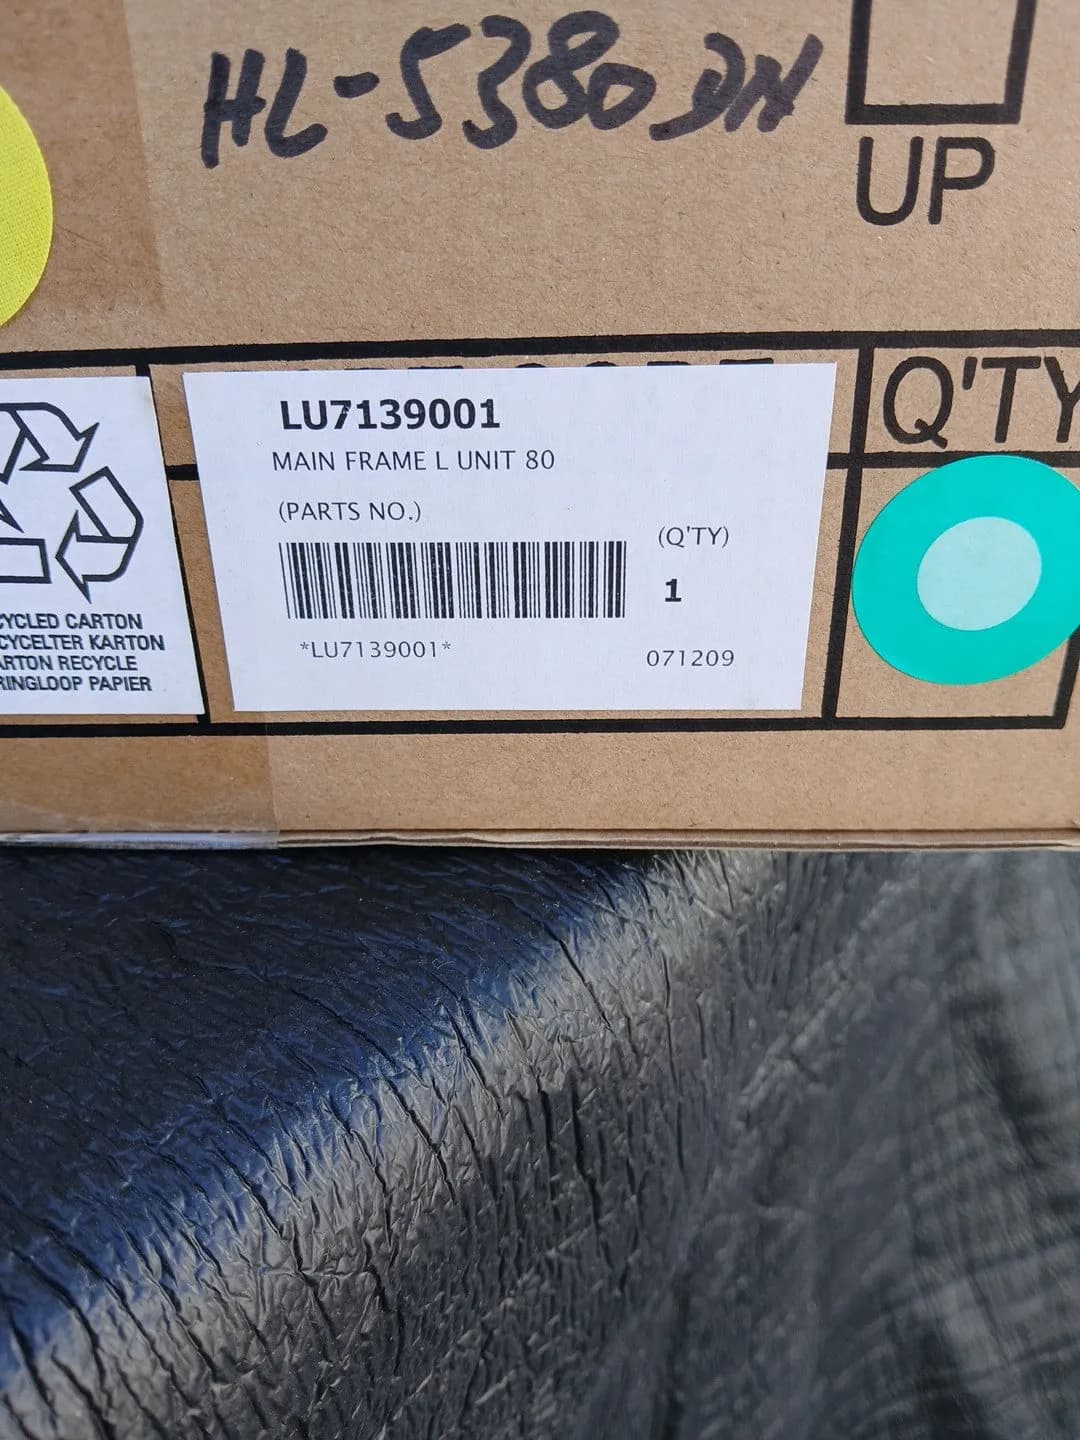 HL-5380DN
UP
Q'TY
LU7139001
MAIN FRAME L UNIT 80
(PARTS NO.)
(Q'TY)
1
*LU7139001*
071209
CYCLED CARTON
CYCELTER KARTON
ARTON RECYCLE
RINGLOOP PAPIER